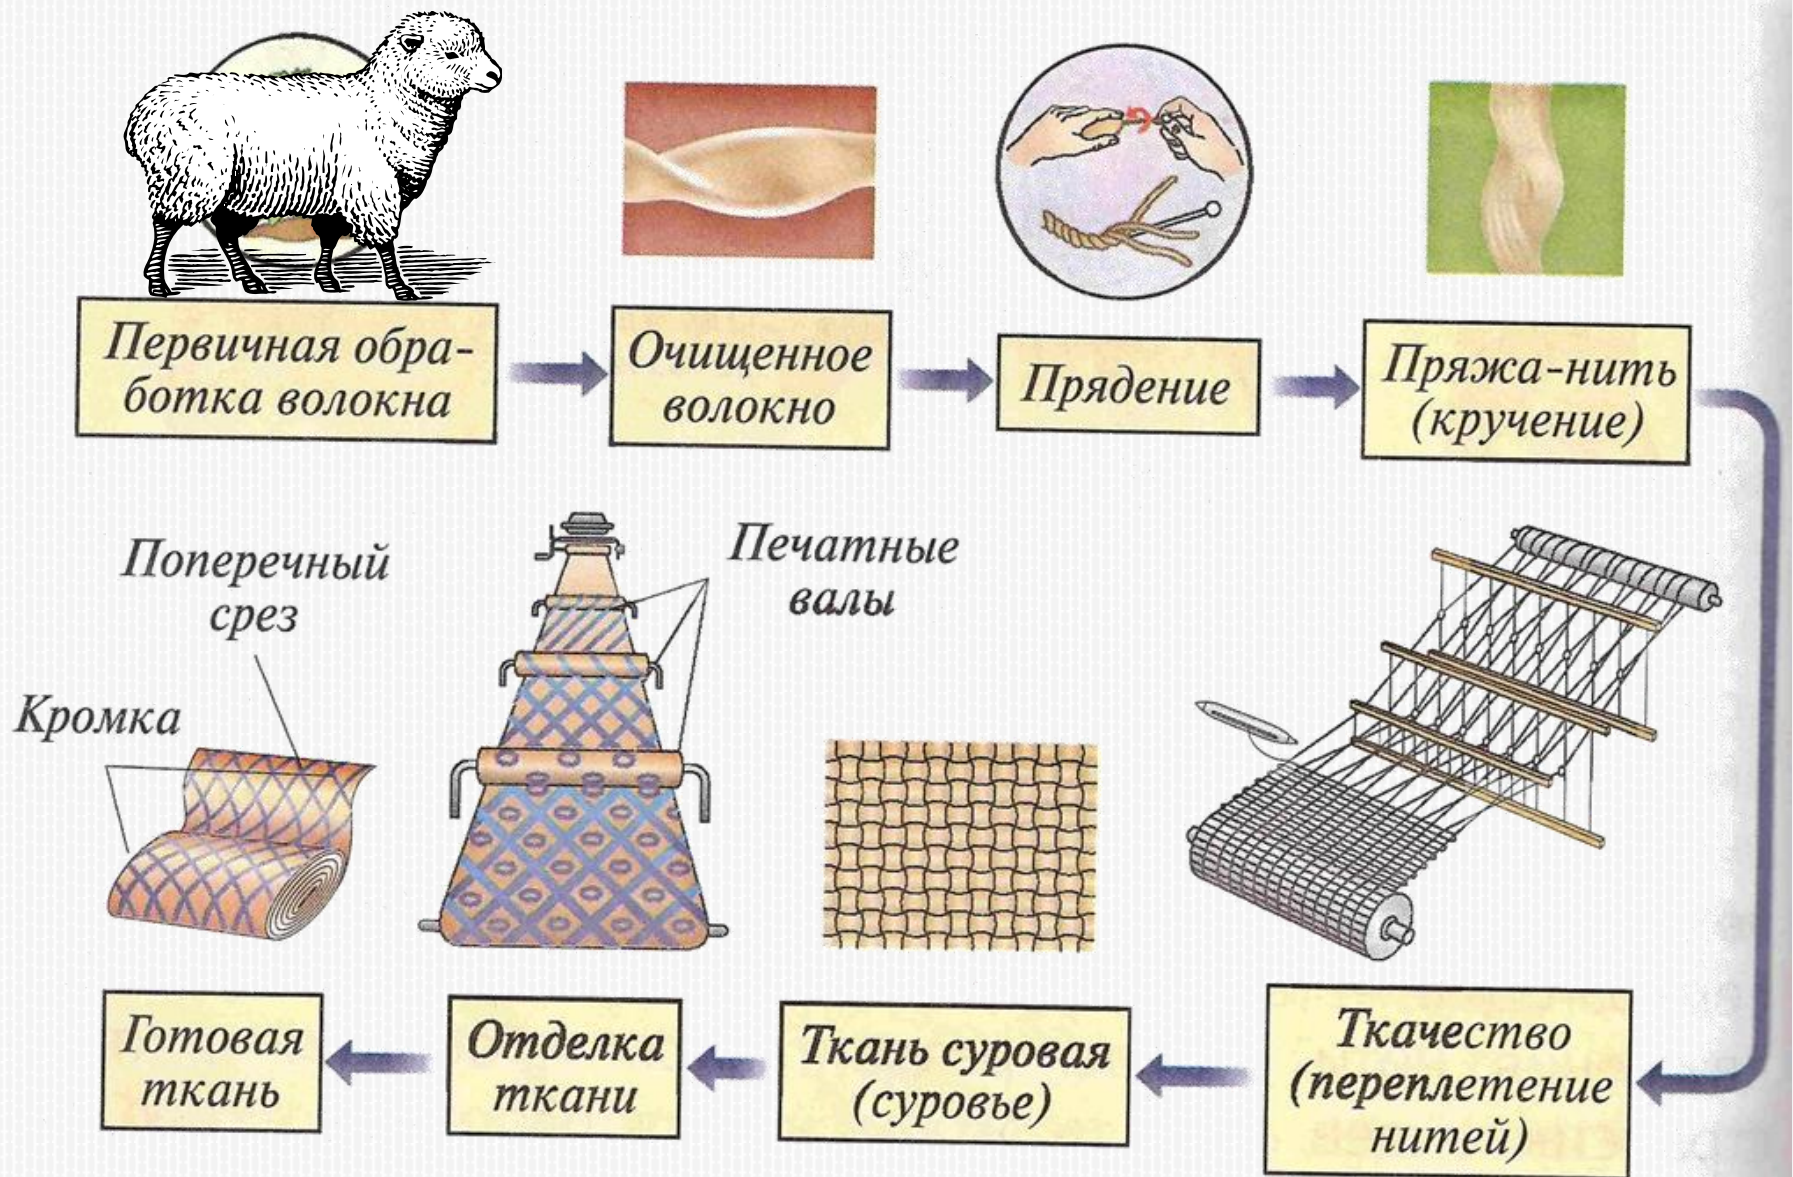 Первичная обра-
ботка волокна
Очищенное
волокно
Прядение
Пряжа-нить
(кручение)
Поперечный
срез
Кромка
Печатные
валы
Готовая
ткань
Отделка
ткани
Ткань суровая
(суровье)
Ткачество
(переплетение
нитей)